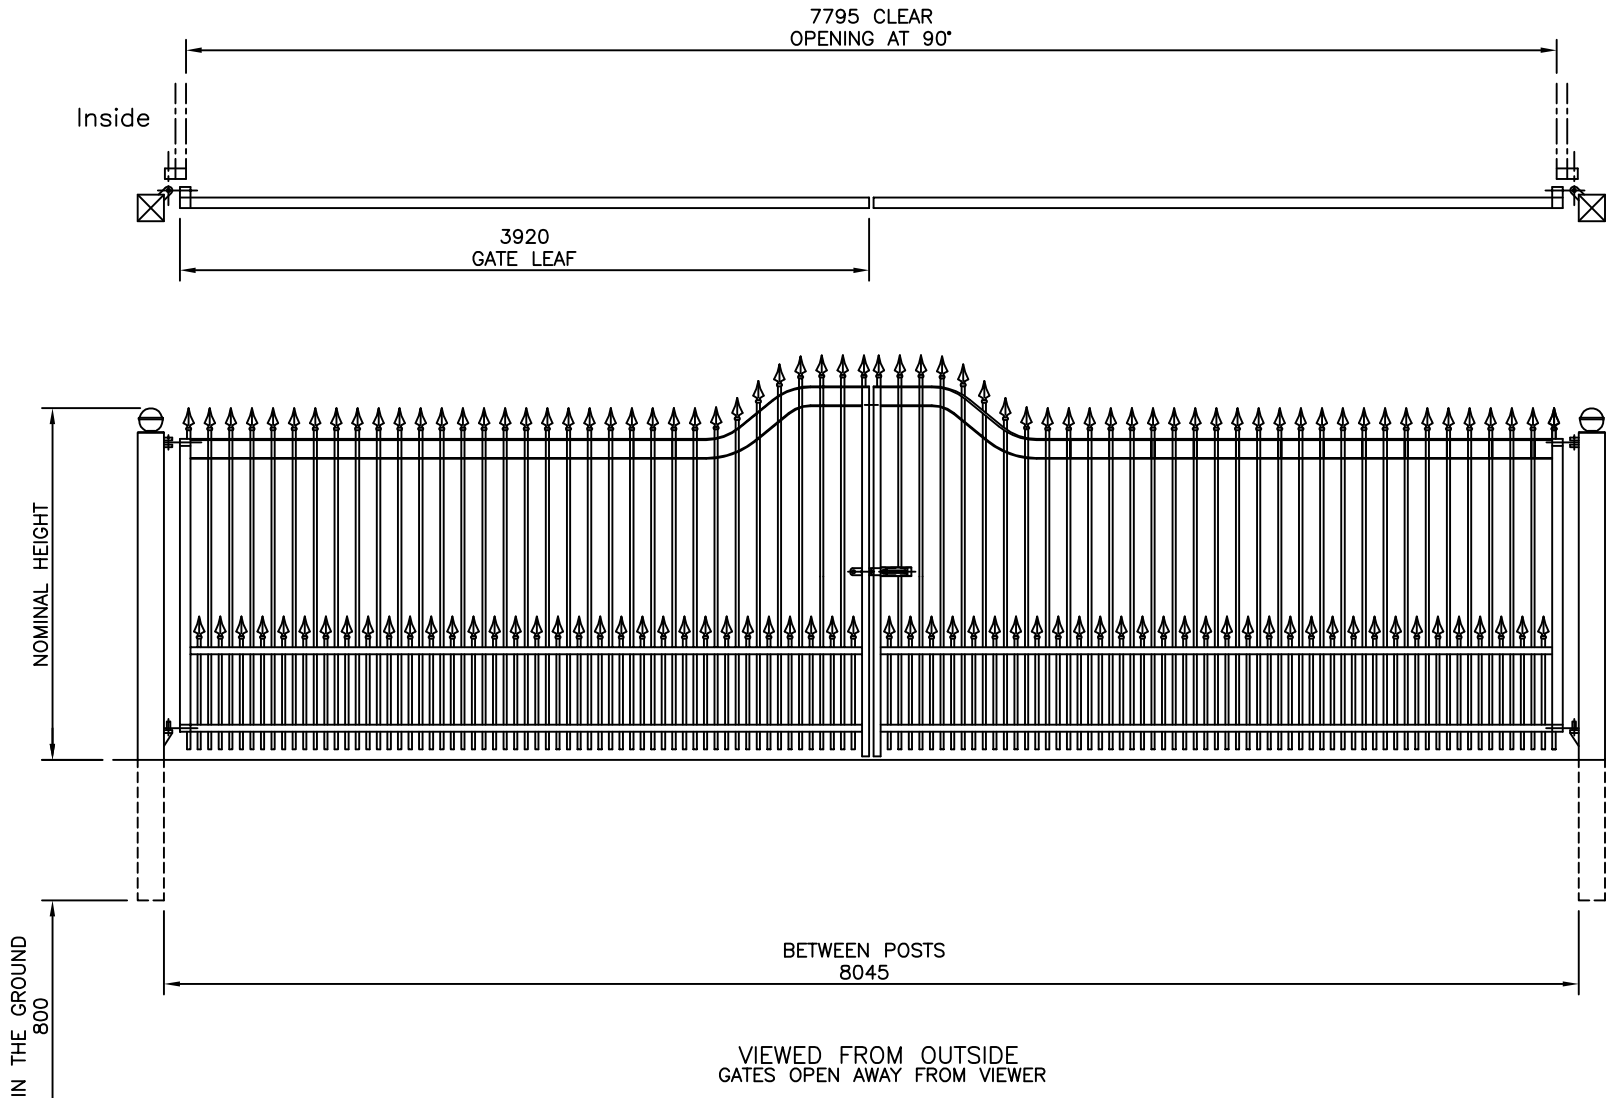 7795 CLEAR
OPENING AT 90°
Inside
3920
GATE LEAF
NOMINAL HEIGHT
BETWEEN POSTS
8045
IN THE GROUND
800
VIEWED FROM OUTSIDE
GATES OPEN AWAY FROM VIEWER